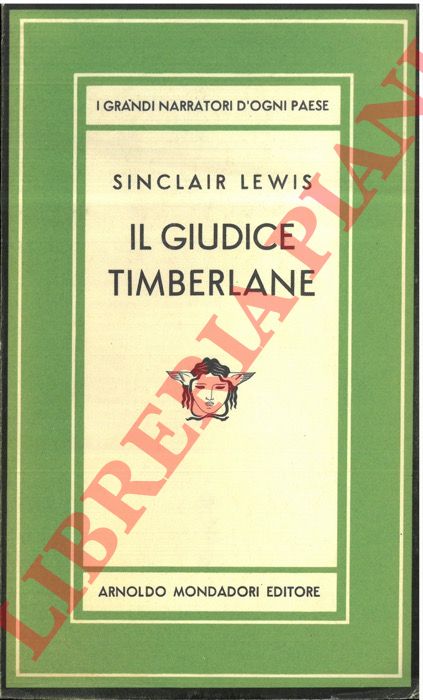 I GRANDI NARRATORI D'OGNI PAESE
SINCLAIR LEWIS
IL GIUDICE
TIMBERLANE
ARNOLDO MONDADORI EDITORE
LIBRERIA PIANI